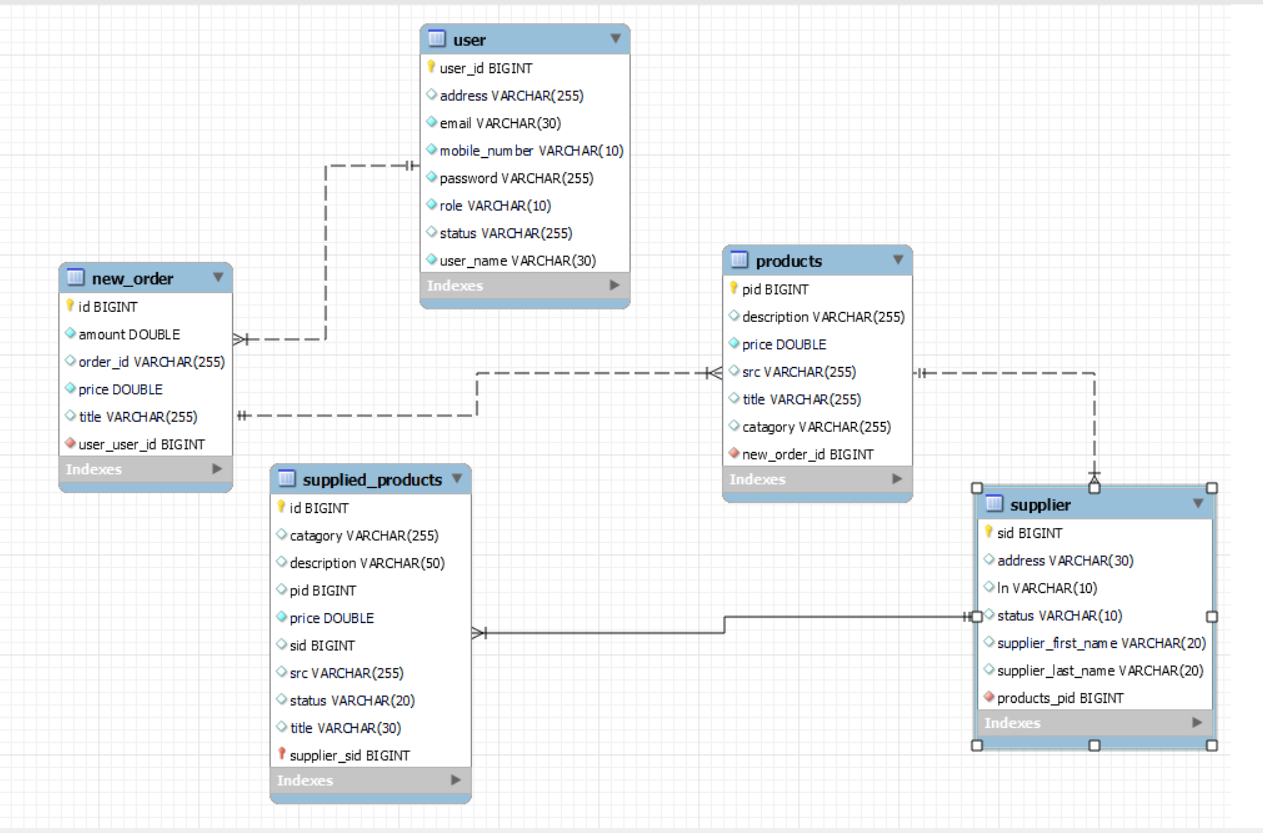 user
user_id BIGINT
address VARCHAR(255)
email VARCHAR(30)
mobile_number VARCHAR(10)
password VARCHAR(255)
role VARCHAR(10)
status VARCHAR(255)
user_name VARCHAR(30)
Indexes
new_order
id BIGINT
amount DOUBLE
order_id VARCHAR(255)
price DOUBLE
title VARCHAR(255)
user_user_id BIGINT
Indexes
products
pid BIGINT
description VARCHAR(255)
price DOUBLE
src VARCHAR(255)
title VARCHAR(255)
catagory VARCHAR(255)
new_order_id BIGINT
Indexes
supplied_products
id BIGINT
catagory VARCHAR(255)
description VARCHAR(50)
pid BIGINT
price DOUBLE
sid BIGINT
src VARCHAR(255)
status VARCHAR(20)
title VARCHAR(30)
supplier_sid BIGINT
Indexes
supplier
sid BIGINT
address VARCHAR(30)
ln VARCHAR(10)
status VARCHAR(10)
supplier_first_name VARCHAR(20)
supplier_last_name VARCHAR(20)
products_pid BIGINT
Indexes